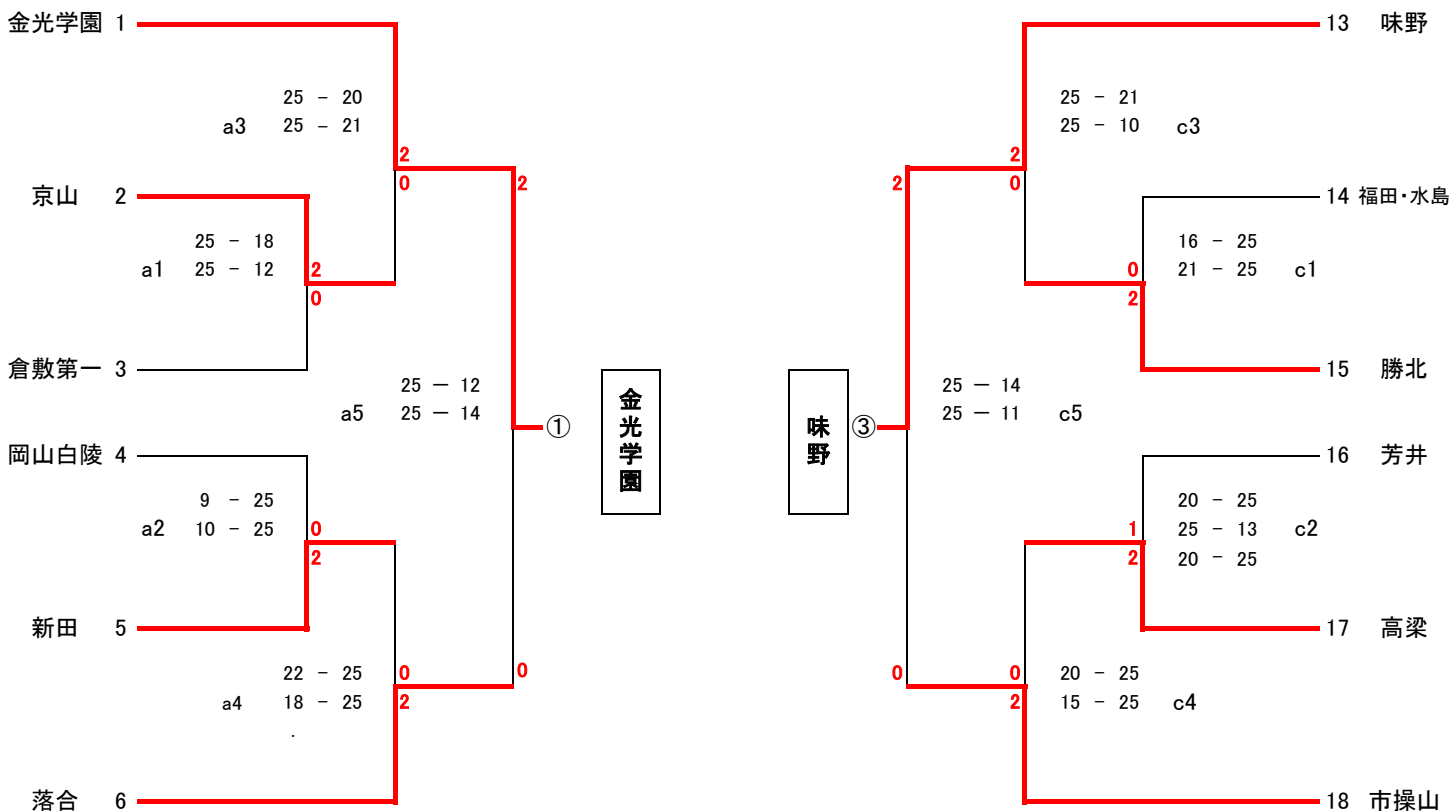 金光学園 1
25 - 20
a3 25 - 21
2
0
2
京山 2
25 - 18
a1 25 - 12
2
0
倉敷第一 3
25 - 12
a5 25 - 14
①
金光学園
岡山白陵 4
9 - 25
a2 10 - 25
0
2
新田 5
22 - 25
a4 18 - 25
.
0
2
0
落合 6
13 味野
25 - 21
25 - 10 c3
2
0
2
14 福田・水島
16 - 25
21 - 25 c1
0
2
15 勝北
25 - 14
25 - 11 c5
③
味野
16 芳井
20 - 25
25 - 13 c2
20 - 25
1
2
17 高梁
20 - 25
15 - 25 c4
0
2
0
18 市操山